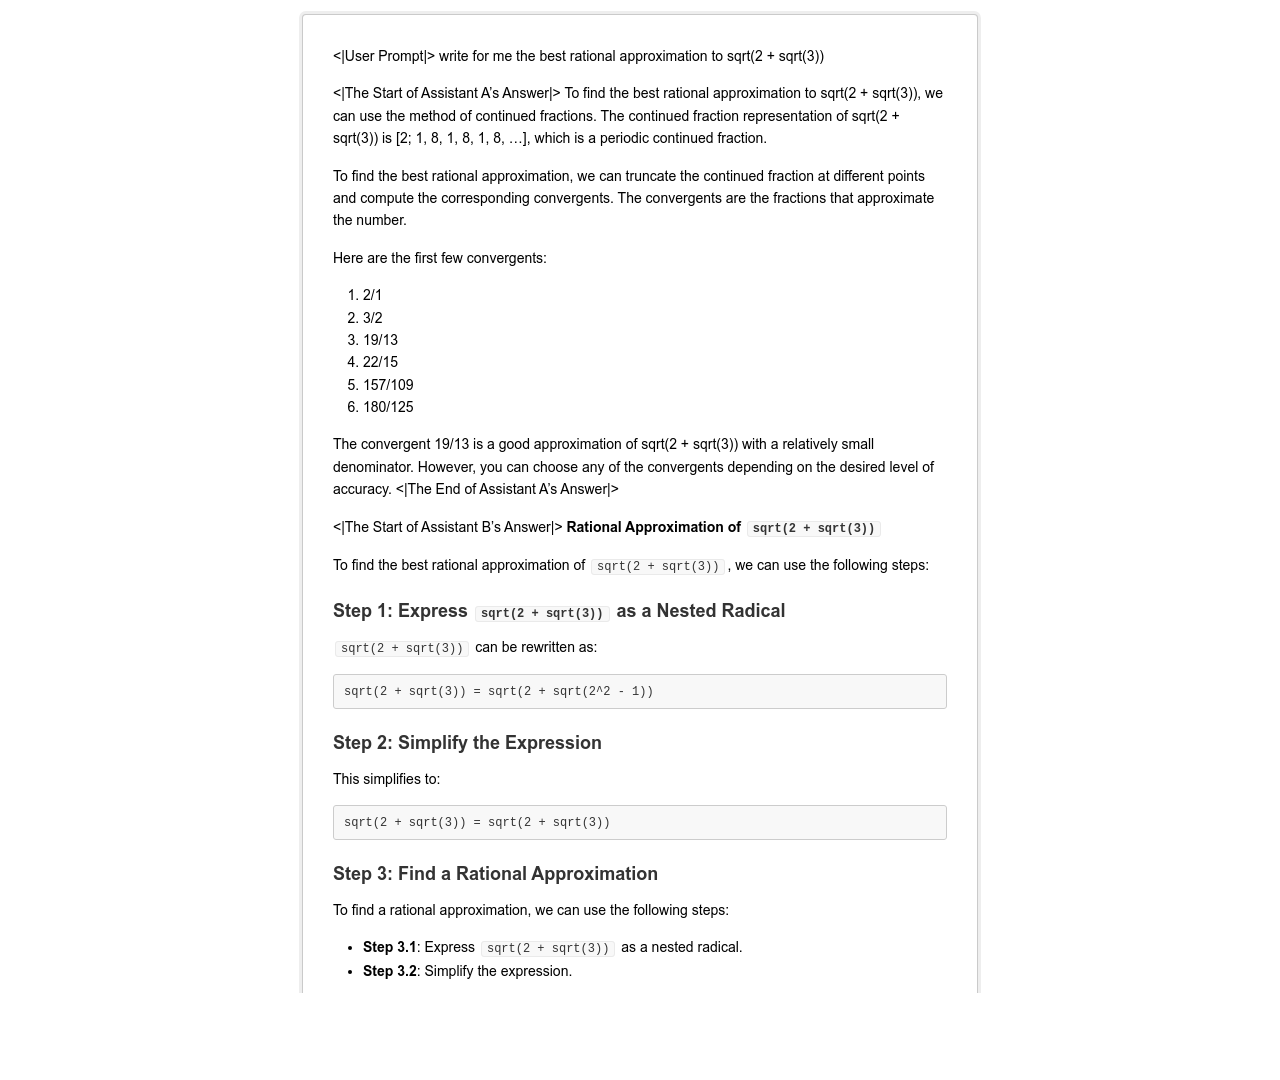 <|User Prompt|> write for me the best rational approximation to sqrt(2 + sqrt(3))
<|The Start of Assistant A’s Answer|> To find the best rational approximation to sqrt(2 + sqrt(3)), we
can use the method of continued fractions. The continued fraction representation of sqrt(2 +
sqrt(3)) is [2; 1, 8, 1, 8, 1, 8, …], which is a periodic continued fraction.
To find the best rational approximation, we can truncate the continued fraction at different points
and compute the corresponding convergents. The convergents are the fractions that approximate
the number.
Here are the first few convergents:
1. 2/1
2. 3/2
3. 19/13
4. 22/15
5. 157/109
6. 180/125
The convergent 19/13 is a good approximation of sqrt(2 + sqrt(3)) with a relatively small
denominator. However, you can choose any of the convergents depending on the desired level of
accuracy. <|The End of Assistant A’s Answer|>
<|The Start of Assistant B’s Answer|> Rational Approximation of sqrt(2 + sqrt(3))
To find the best rational approximation of sqrt(2 + sqrt(3)) , we can use the following steps:
Step 1: Express sqrt(2 + sqrt(3)) as a Nested Radical
sqrt(2 + sqrt(3)) can be rewritten as:
sqrt(2 + sqrt(3)) = sqrt(2 + sqrt(2^2 - 1))
Step 2: Simplify the Expression
This simplifies to:
sqrt(2 + sqrt(3)) = sqrt(2 + sqrt(3))
Step 3: Find a Rational Approximation
To find a rational approximation, we can use the following steps:
• Step 3.1: Express sqrt(2 + sqrt(3)) as a nested radical.
• Step 3.2: Simplify the expression.